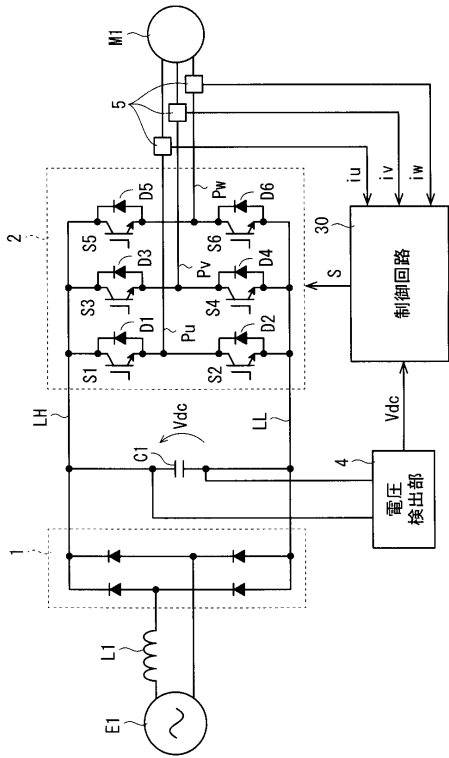 1
2
LH
LL
E1
L1
C1
Vdc
S1
D1
S2
D2
S3
D3
S4
D4
S5
D5
S6
D6
Pu
Pv
Pw
5
M1
iu
iv
iw
S
30
制御回路
Vdc
4
電圧
検出部